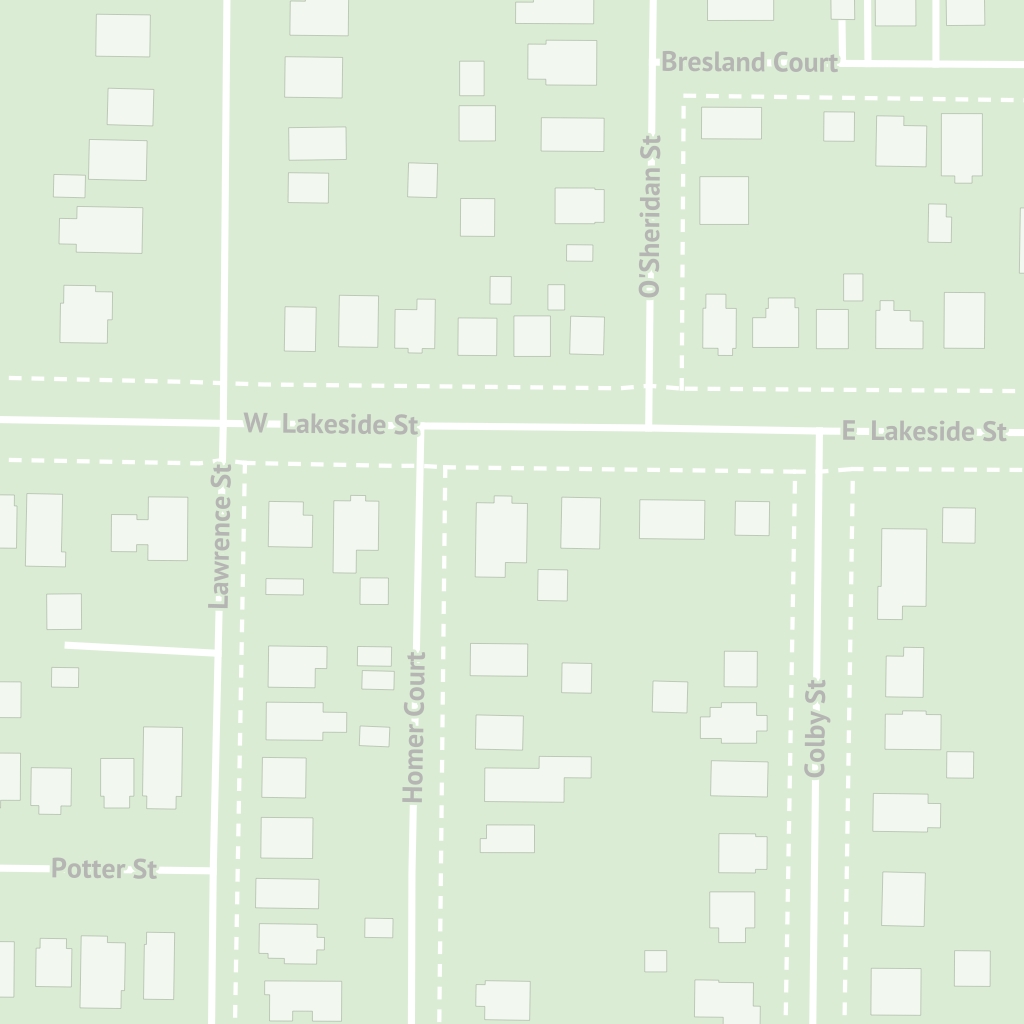 Bresland Court
O'Sheridan St
W Lakeside St
E Lakeside St
Lawrence St
Homer Court
Colby St
Potter St